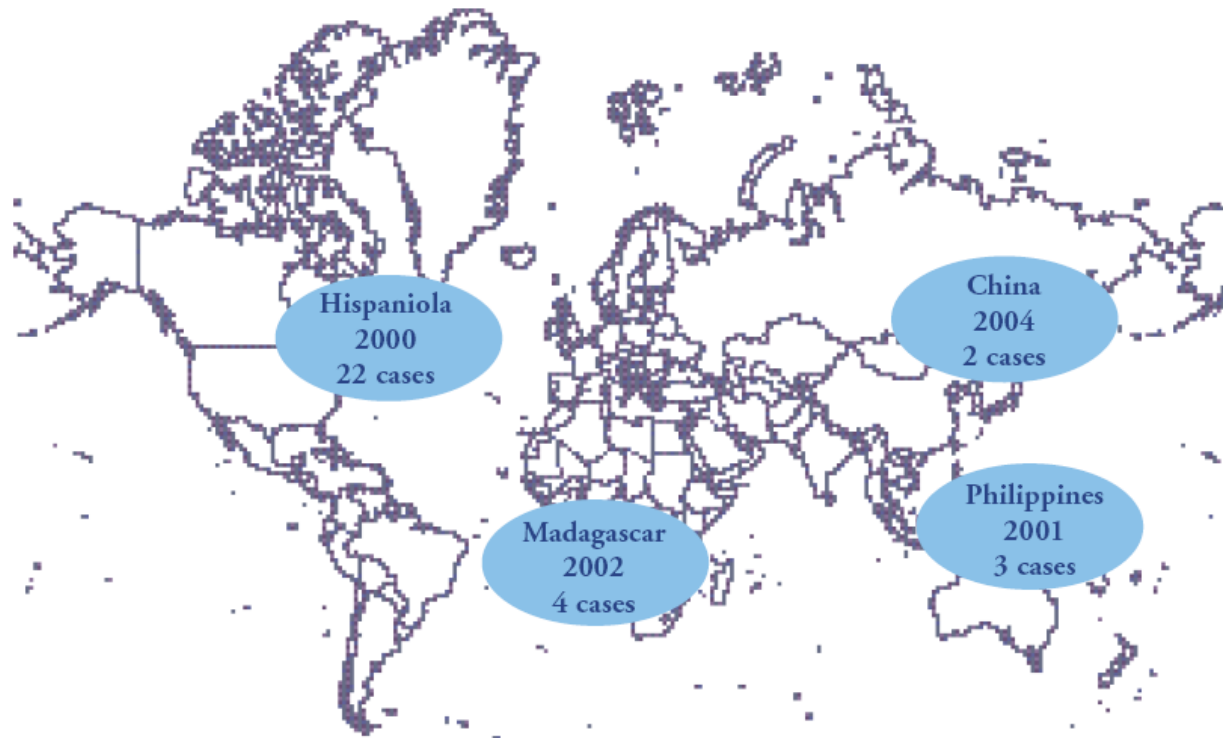 Hispaniola
2000
22 cases
China
2004
2 cases
Madagascar
2002
4 cases
Philippines
2001
3 cases